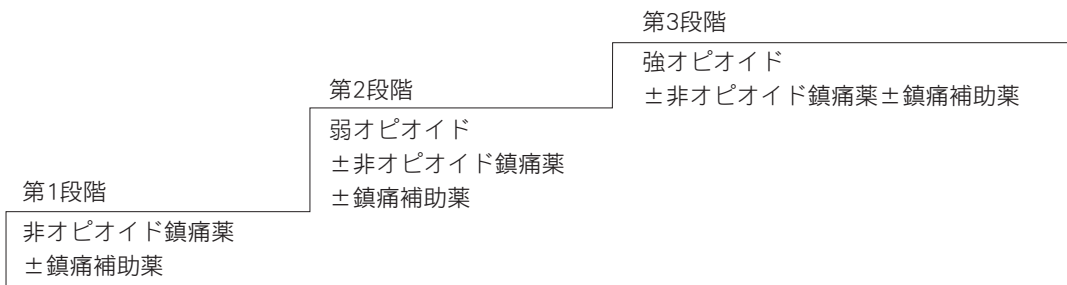 第3段階
強オピオイド
±非オピオイド鎮痛薬±鎮痛補助薬
第2段階
弱オピオイド
±非オピオイド鎮痛薬
±鎮痛補助薬
第1段階
非オピオイド鎮痛薬
±鎮痛補助薬